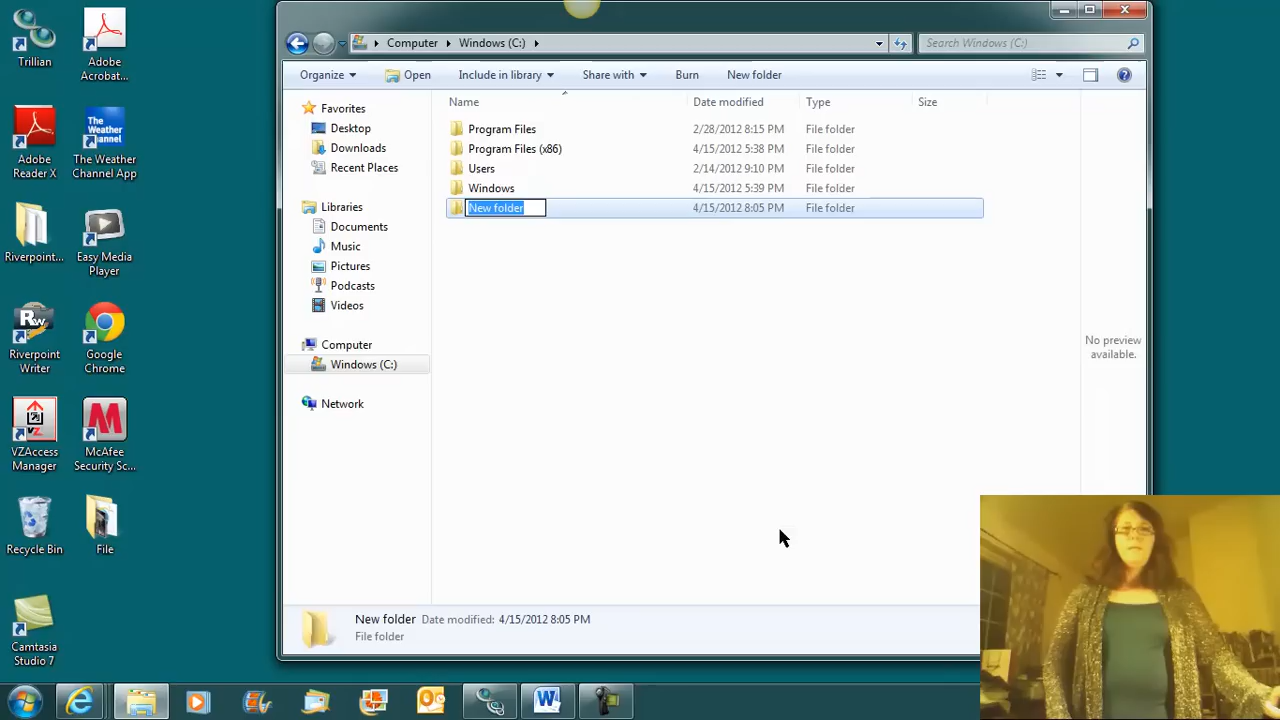 Trillian
Adobe
Acrobat...
Adobe
Reader X
The
Weather
Channel
The Weather
Channel App
Riverpoint...
Easy Media
Player
Rw
Riverpoint
Writer
Google
Chrome
VZ
VZAccess
Manager
M
McAfee
Security Sc...
Recycle Bin
File
Camtasia
Studio 7
Computer
Windows (C:)
Search Windows (C:)
Organize
Open
Include in library
Share with
Burn
New folder
?
Favorites
Desktop
Downloads
Recent Places
Libraries
Documents
Music
Pictures
Podcasts
Videos
Computer
Windows (C:)
Network
Name Date modified Type Size
Program Files 2/28/2012 8:15 PM File folder
Program Files (x86) 4/15/2012 5:38 PM File folder
Users 2/14/2012 9:10 PM File folder
Windows 4/15/2012 5:39 PM File folder
New folder 4/15/2012 8:05 PM File folder
No preview
available.
New folder Date modified: 4/15/2012 8:05 PM
File folder
W